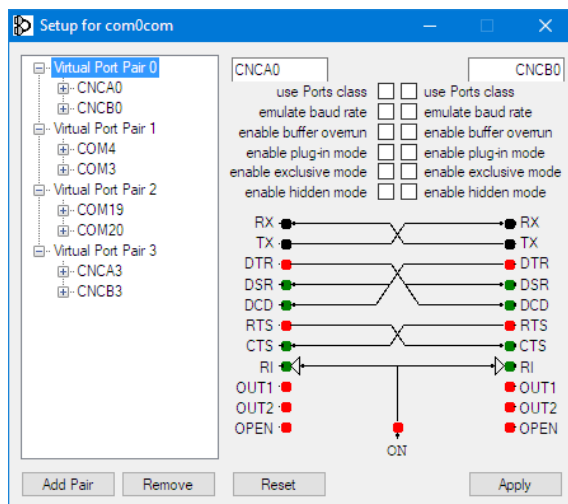 Setup for com0com
Virtual Port Pair 0
CNCA0
CNCB0
Virtual Port Pair 1
COM4
COM3
Virtual Port Pair 2
COM19
COM20
Virtual Port Pair 3
CNCA3
CNCB3
CNCA0 CNCB0
use Ports class use Ports class
emulate baud rate emulate baud rate
enable buffer overrun enable buffer overrun
enable plug-in mode enable plug-in mode
enable exclusive mode enable exclusive mode
enable hidden mode enable hidden mode
RX RX
TX TX
DTR DTR
DSR DSR
DCD DCD
RTS RTS
CTS CTS
RI RI
OUT1 OUT1
OUT2 OUT2
OPEN OPEN
ON
Add Pair Remove Reset Apply